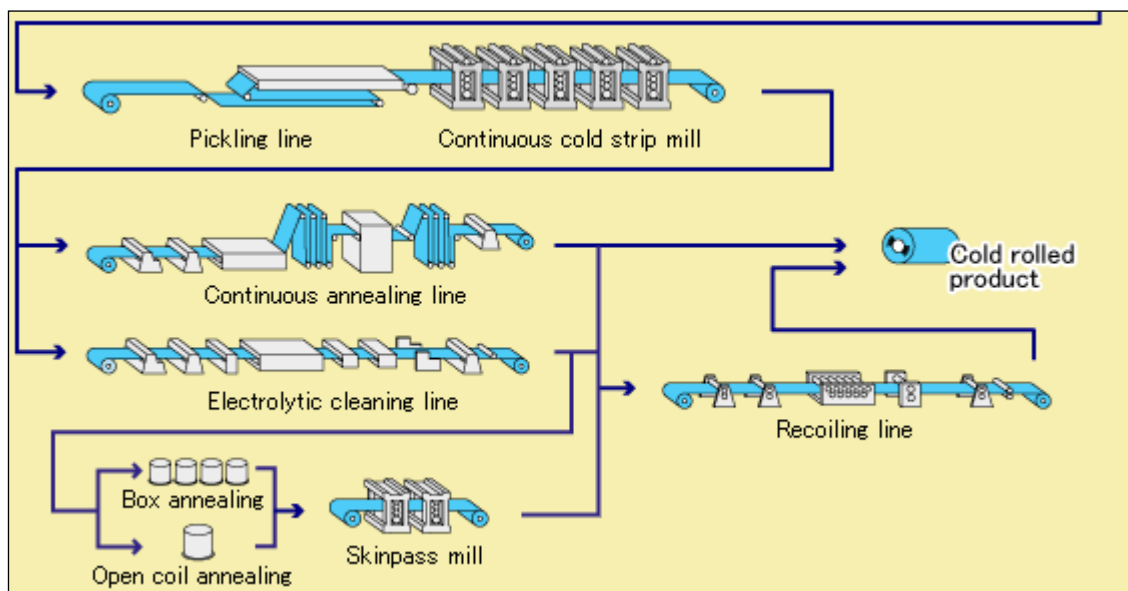 Pickling line
Continuous cold strip mill
Continuous annealing line
Cold rolled
product
Electrolytic cleaning line
Recoiling line
Box annealing
Skinpass mill
Open coil annealing